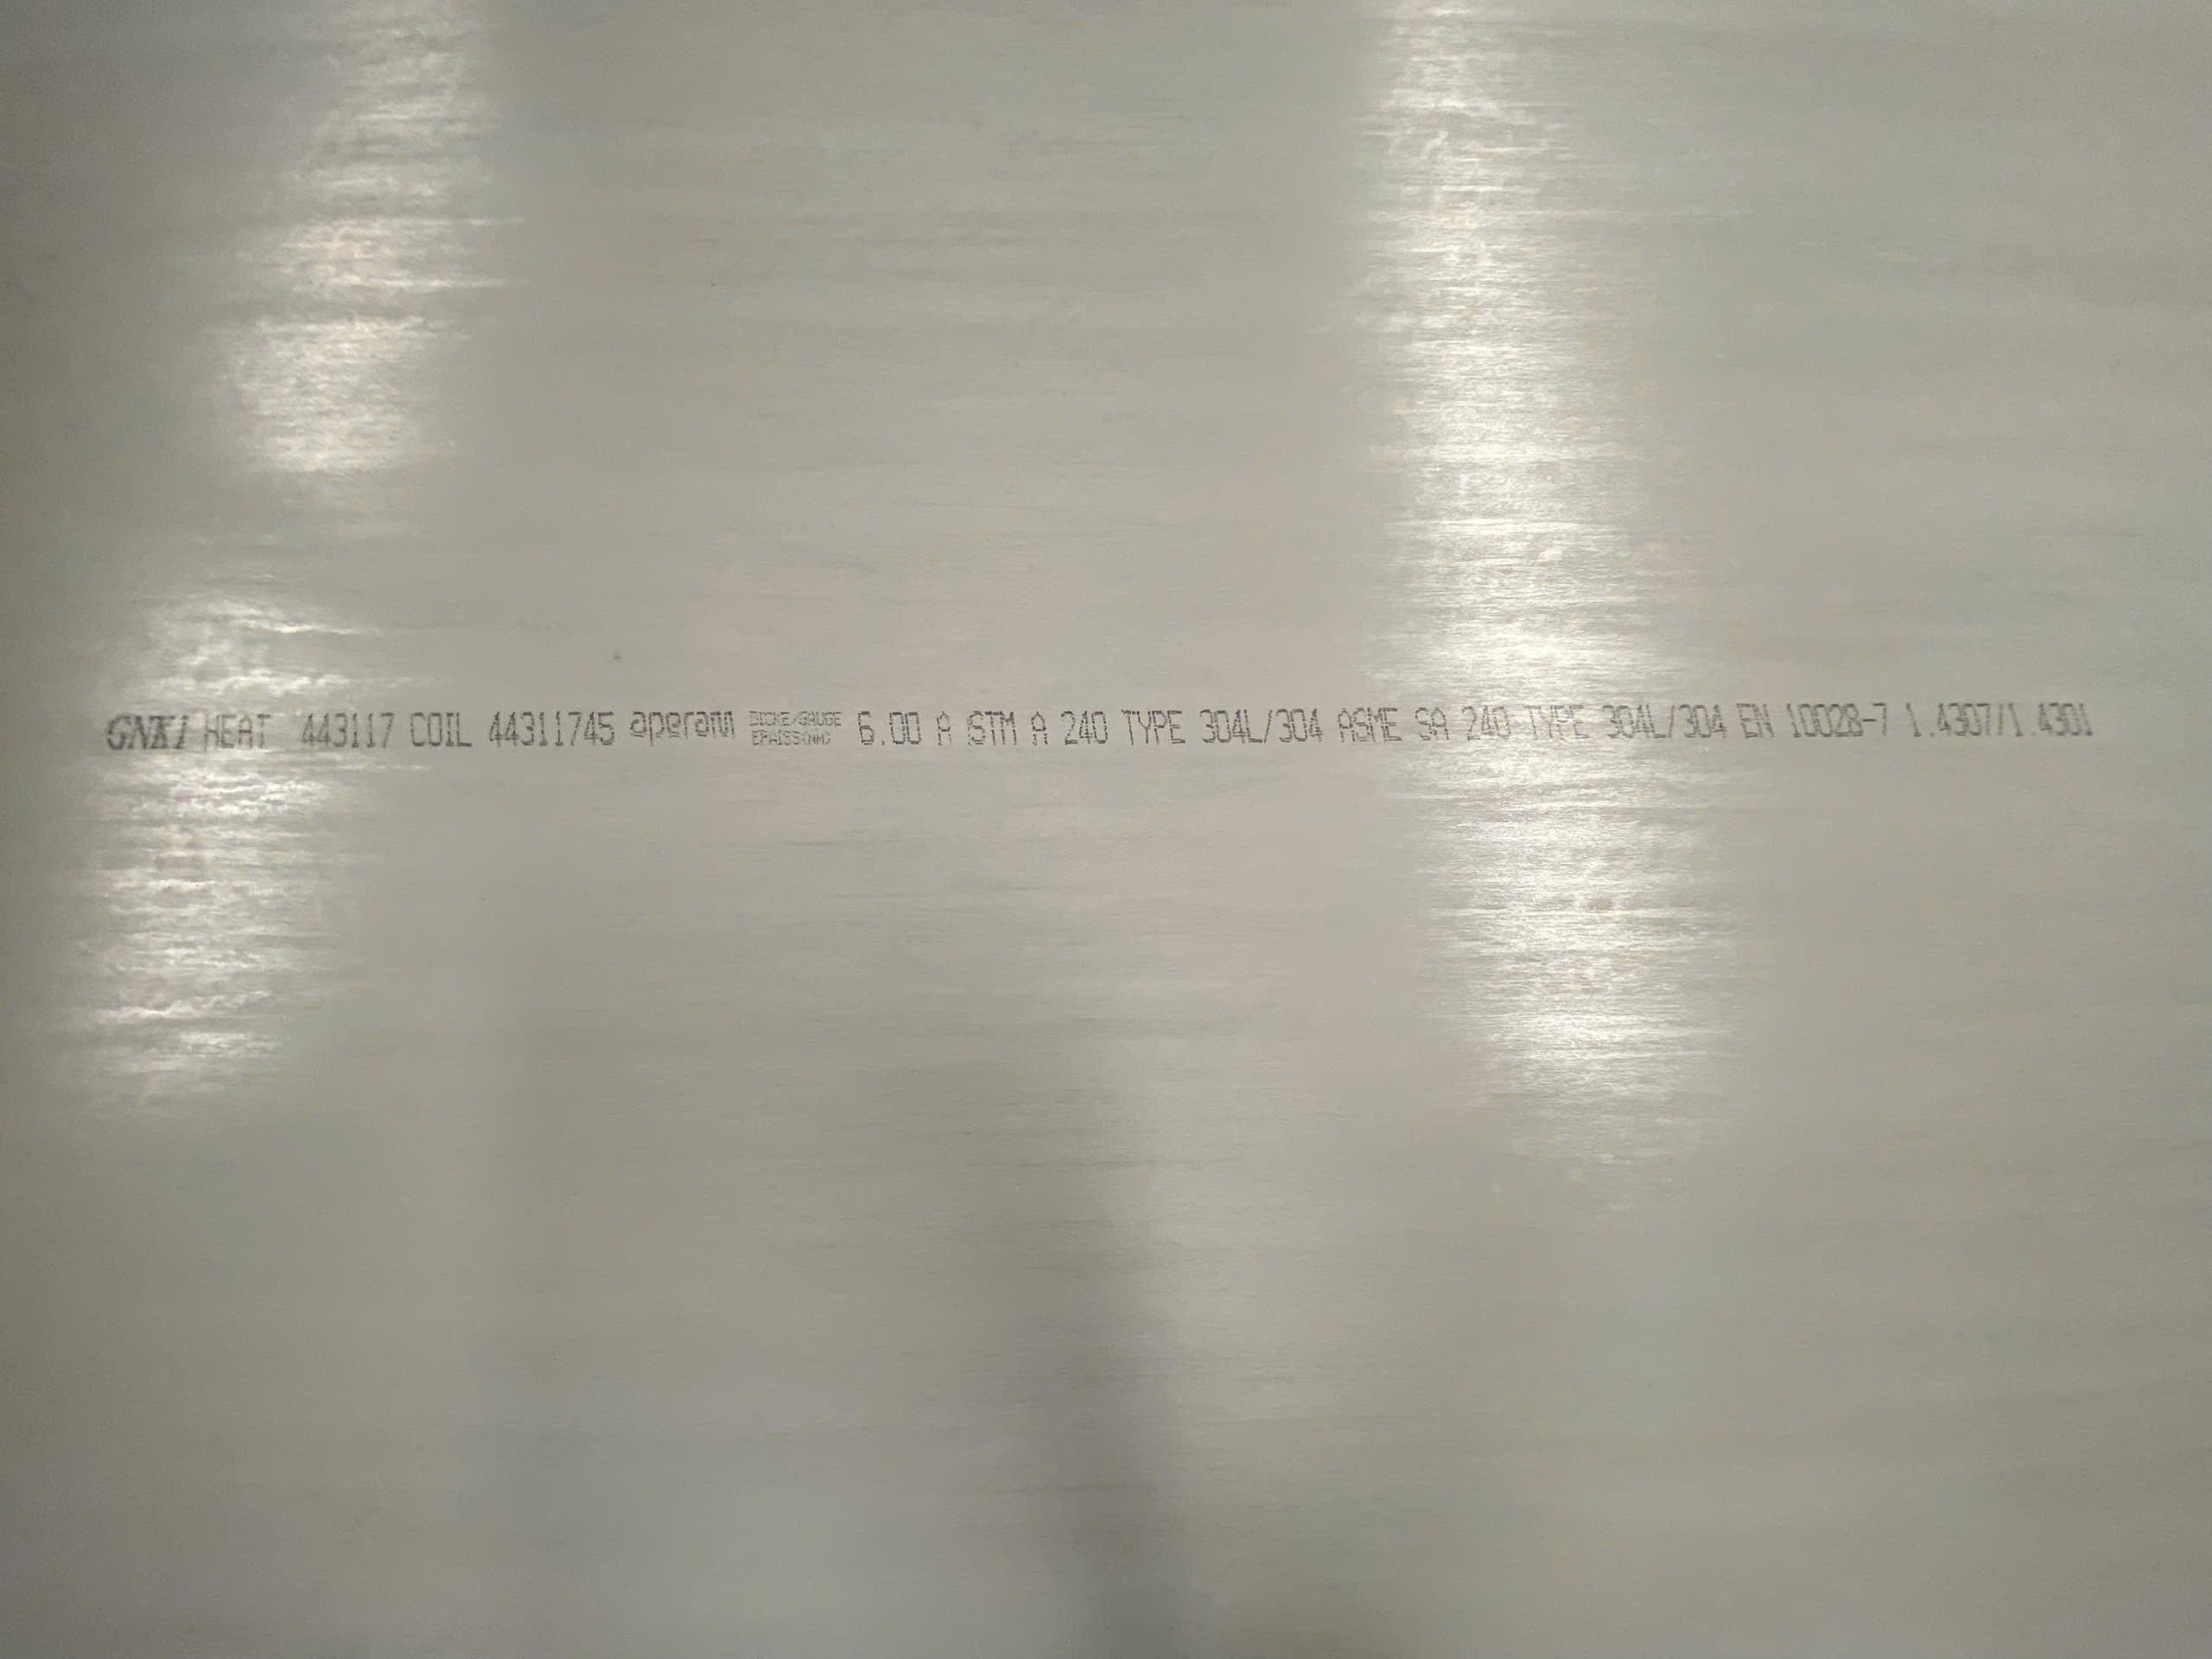 GNK1 HEAT 443117 COIL 44311745 aperam DICKE/GAUGE EPAISS(MM) 6.00 A STM A 240 TYPE 304L/304 ASME SA 240 TYPE 304L/304 EN 10028-7 1.4307/1.4301